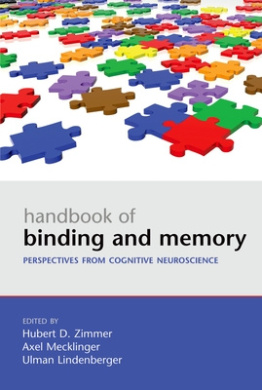 handbook of
binding and memory
PERSPECTIVES FROM COGNITIVE NEUROSCIENCE
EDITED BY
Hubert D. Zimmer
Axel Mecklinger
Ulman Lindenberger